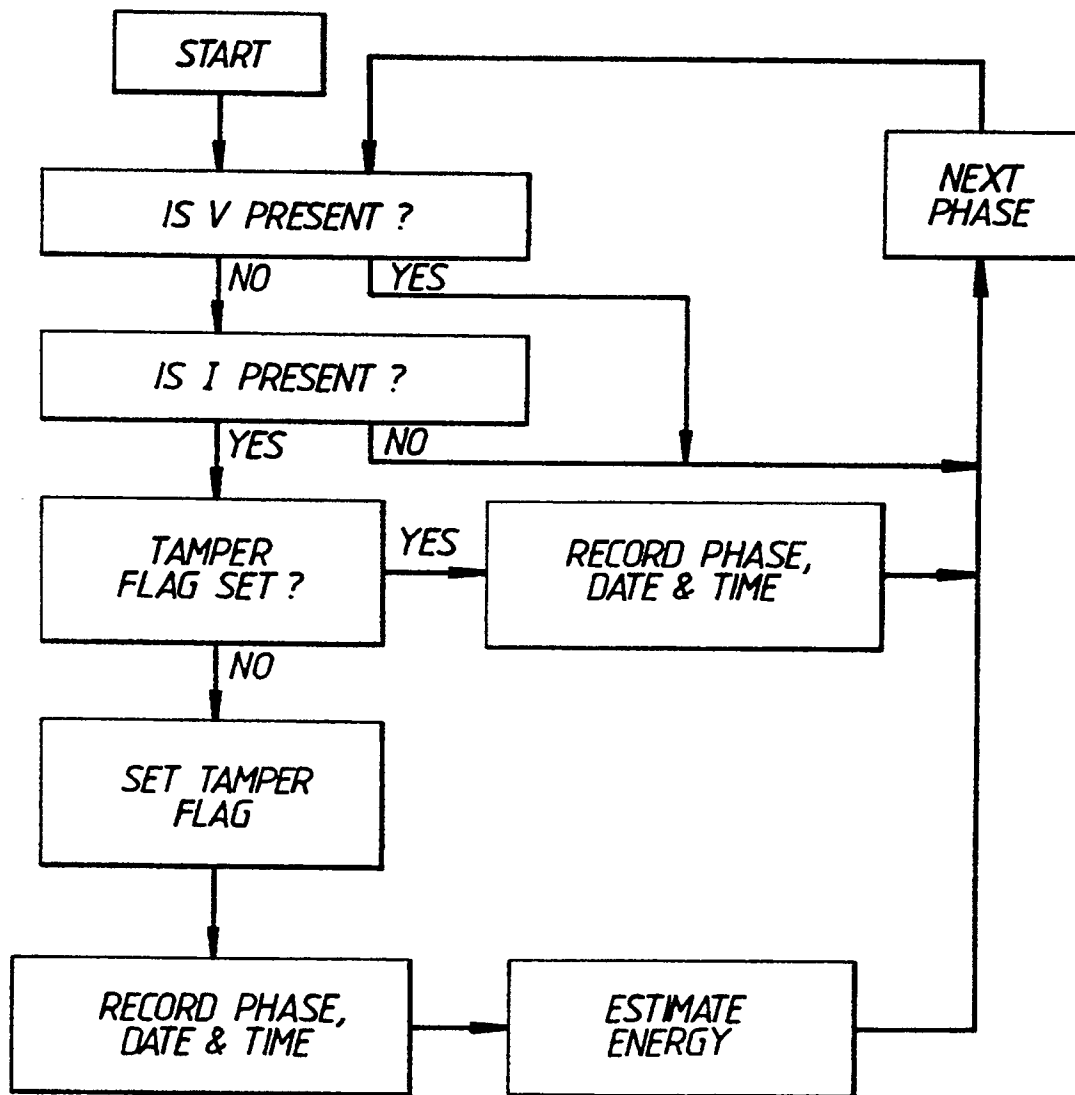 START
NEXT
PHASE
IS V PRESENT ?
NO
YES
IS I PRESENT ?
YES
NO
TAMPER
FLAG SET ?
YES
RECORD PHASE,
DATE & TIME
NO
SET TAMPER
FLAG
RECORD PHASE,
DATE & TIME
ESTIMATE
ENERGY